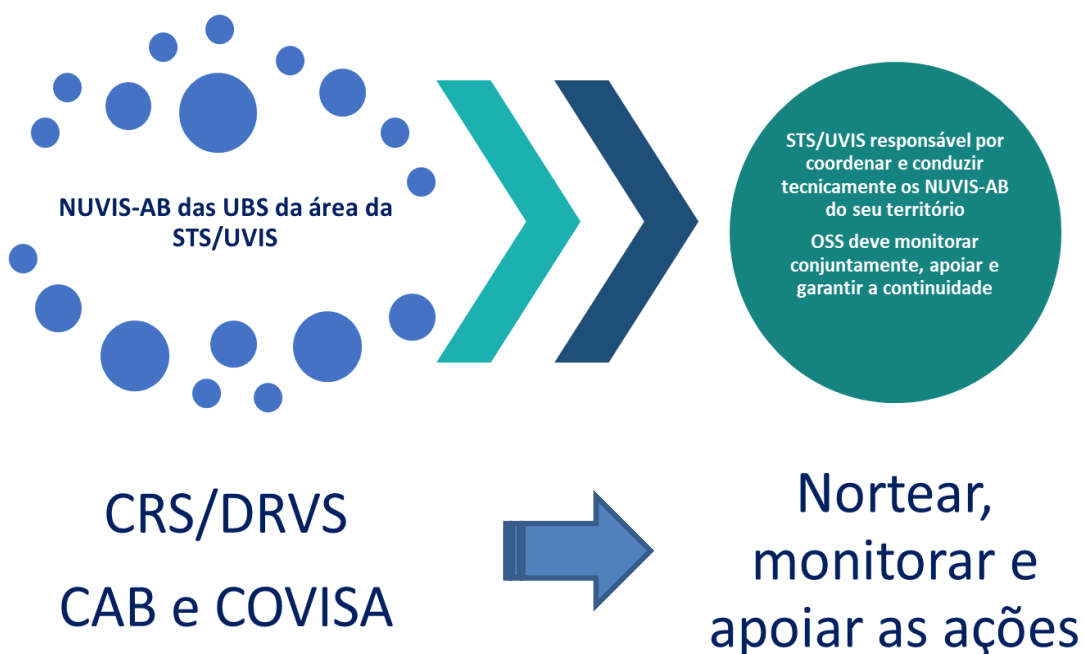 NUVIS-AB das UBS da área da
STS/UVIS
STS/UVIS responsável por
coordenar e conduzir
tecnicamente os NUVIS-AB
do seu território
OSS deve monitorar
conjuntamente, apoiar e
garantir a continuidade
CRS/DRVS
CAB e COVISA
Nortear,
monitorar e
apoiar as ações